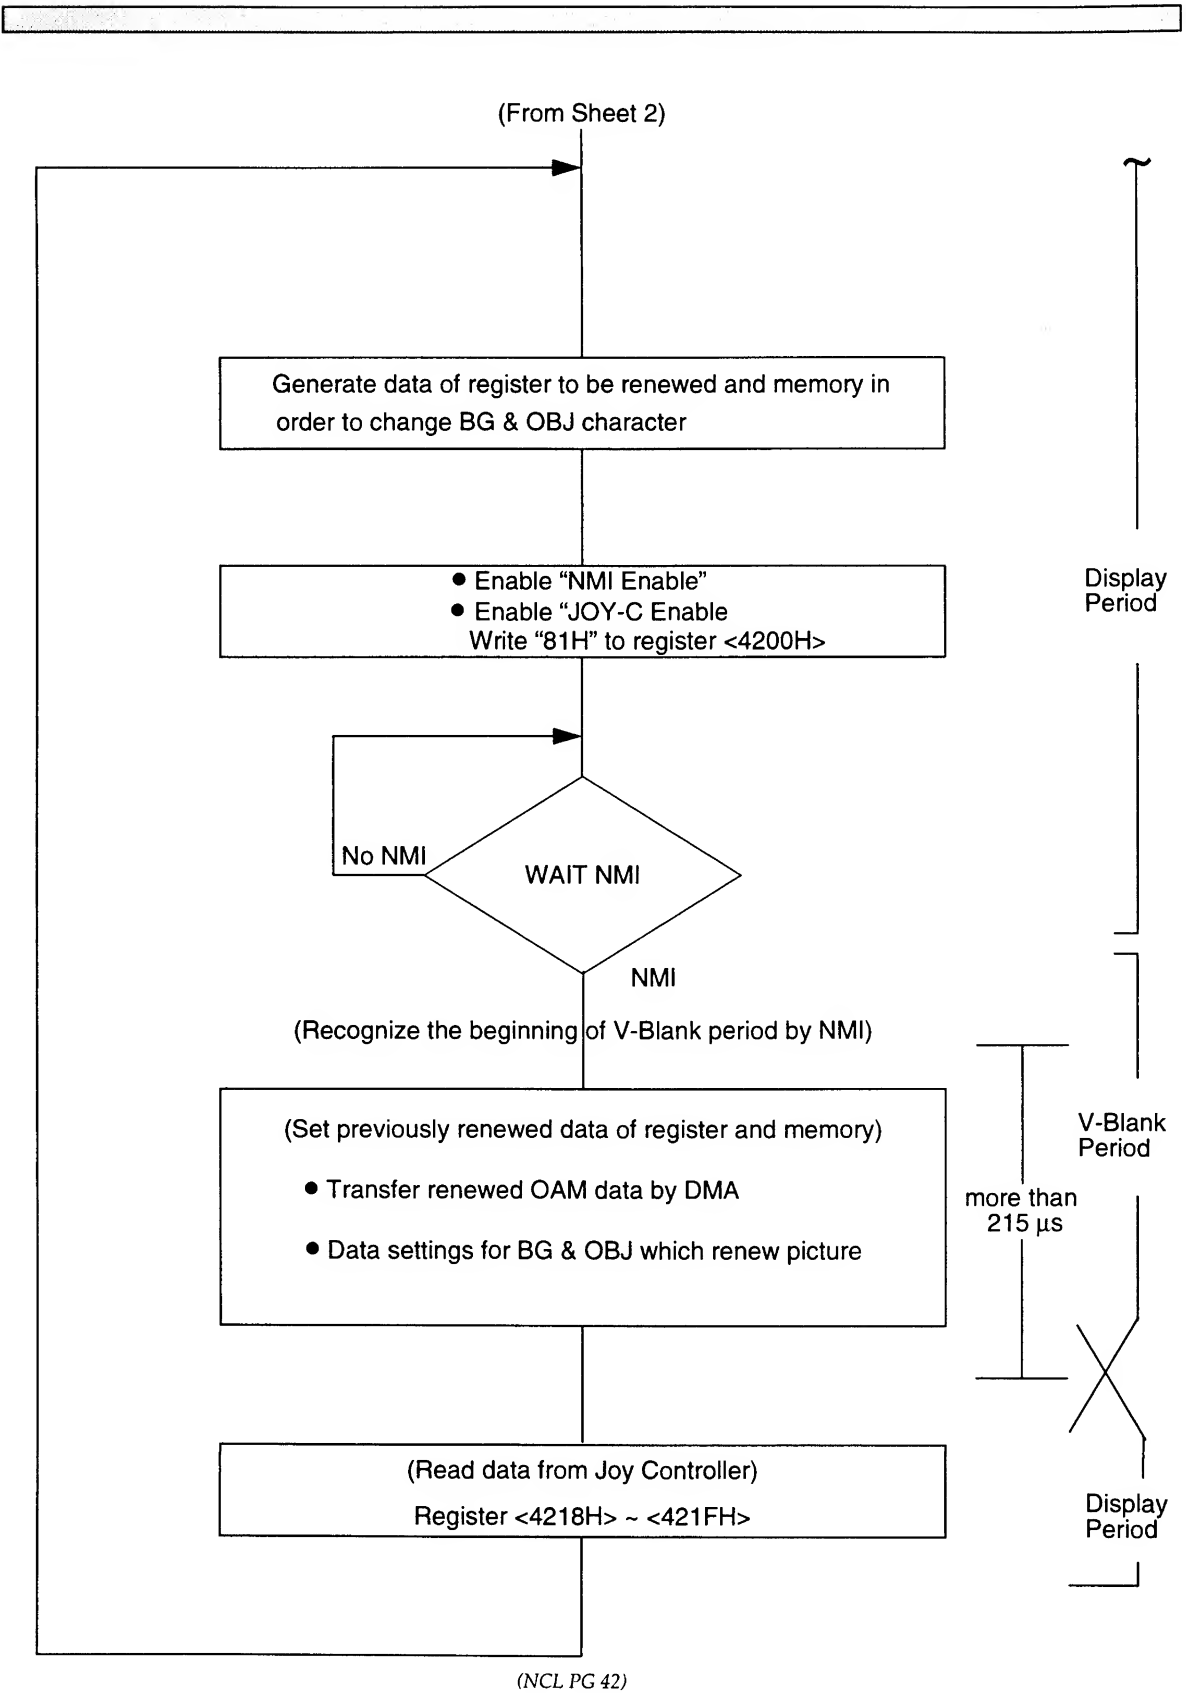 (From Sheet 2)
Generate data of register to be renewed and memory in
order to change BG & OBJ character
● Enable “NMI Enable”
● Enable “JOY-C Enable
Write “81H” to register <4200H>
Display
Period
No NMI
WAIT NMI
NMI
(Recognize the beginning of V-Blank period by NMI)
(Set previously renewed data of register and memory)
● Transfer renewed OAM data by DMA
● Data settings for BG & OBJ which renew picture
V-Blank
Period
more than
215 µs
(Read data from Joy Controller)
Register <4218H> ~ <421FH>
Display
Period
(NCL PG 42)